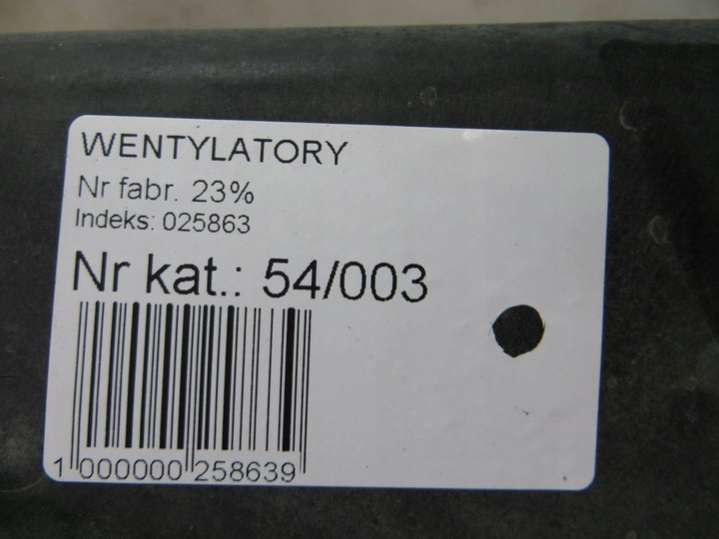 WENTYLATORY
Nr fabr. 23%
Indeks: 025863
Nr kat.: 54/003
1 000000 258639